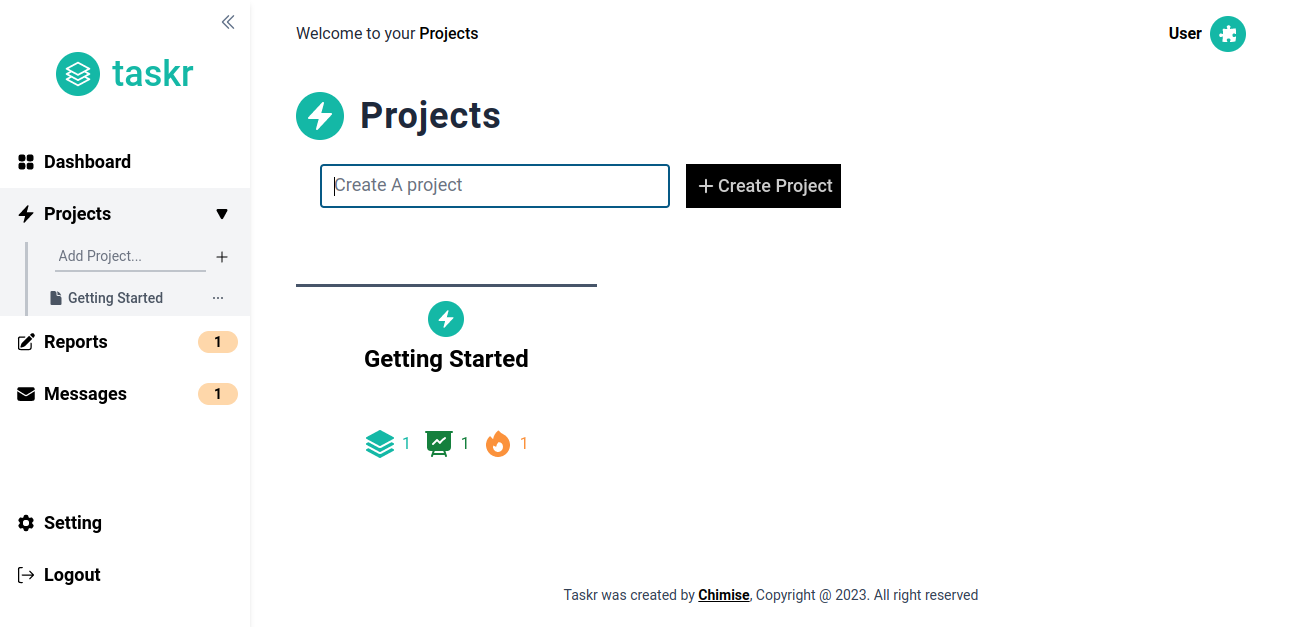 taskr
Dashboard
Projects
Add Project...
Getting Started
Reports 1
Messages 1
Setting
Logout
Welcome to your Projects
User
Projects
Create A project
Create Project
Getting Started
1 1 1
Taskr was created by Chimise, Copyright @ 2023. All right reserved